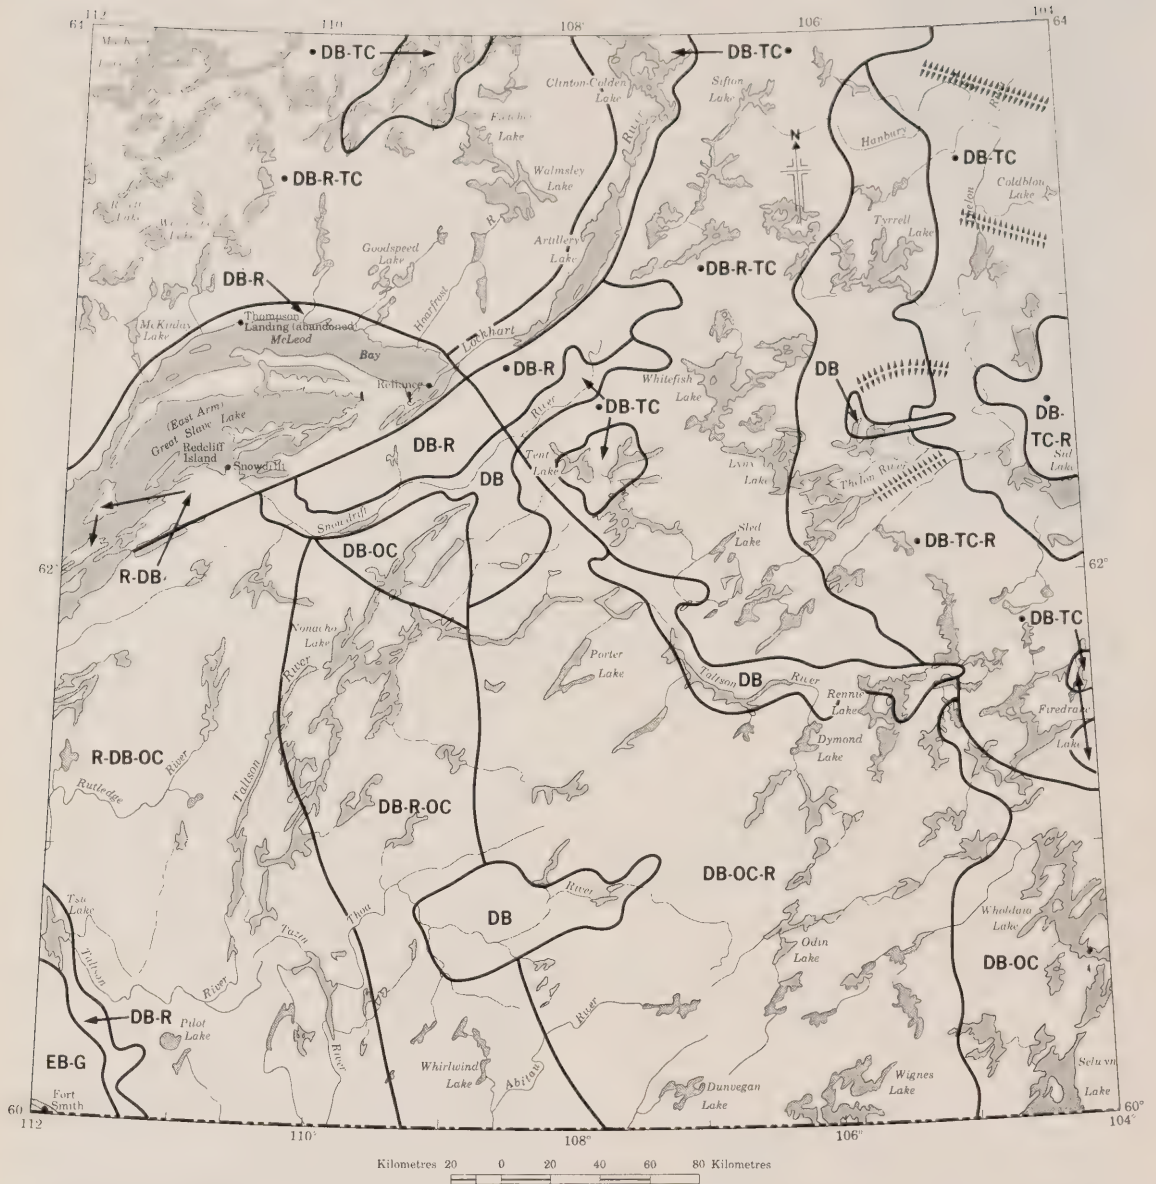 112
110
108°
106°
104
64
64
DB-TC
DB-TC
Clinton-Colden
Lake
Sifton
Lake
Lake
River
N
Hanbury
DB-TC
Walmsley
Lake
DB-R-TC
Coldblow
Lake
Thelon
R
Tyrrell
Lake
Artillery
Lake
Goodspeed
Lake
Hoarfrost
DB-R-TC
DB-R
Thompson
Landing (abandoned)
McLeod
Bay
McKinlay
Lake
Lockhart
DB-R
Reliance
Whitefish
Lake
DB
DB-
TC-R
Lake
DB-TC
River
(East Arm)
Great Slave Lake
Redcliff
Island
Snowdrift
DB-R
DB
Tent
Lake
Lynx
Lake
Thelon River
Snowdrift
DB-OC
Sled
Lake
DB-TC-R
62°
62°
R-DB
DB-TC
Nonacho
Lake
River
Porter
Lake
Taltson
River
DB
Rennie
Lake
Firedrake
Lake
Dymond
Lake
R-DB-OC
River
Rutledge
Taltson
DB-R-OC
DB-OC-R
River
DB
Thoa
Wholdaia
Lake
Lake
Tazin
Odin
Lake
DB-OC
Taltson
River
River
DB-R
Pilot
Lake
River
Whirlwind
Lake
Abitau
EB-G
Fort
Smith
Dunvegan
Lake
Wignes
Lake
Selwyn
Lake
60
60°
112
110°
108°
106°
104°
Kilometres 20 0 20 40 60 80 Kilometres